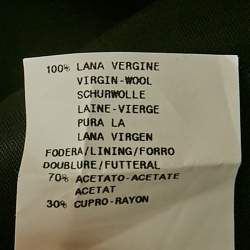 100% LANA VERGINE
VIRGIN-WOOL
SCHURWOLLE
LAINE-VIERGE
PURA LA
LANA VIRGEN
FODERA/LINING/FORRO
DOUBLURE/FUTTERAL
70% ACETATO-ACETATE
ACETAT
30% CUPRO-RAYON